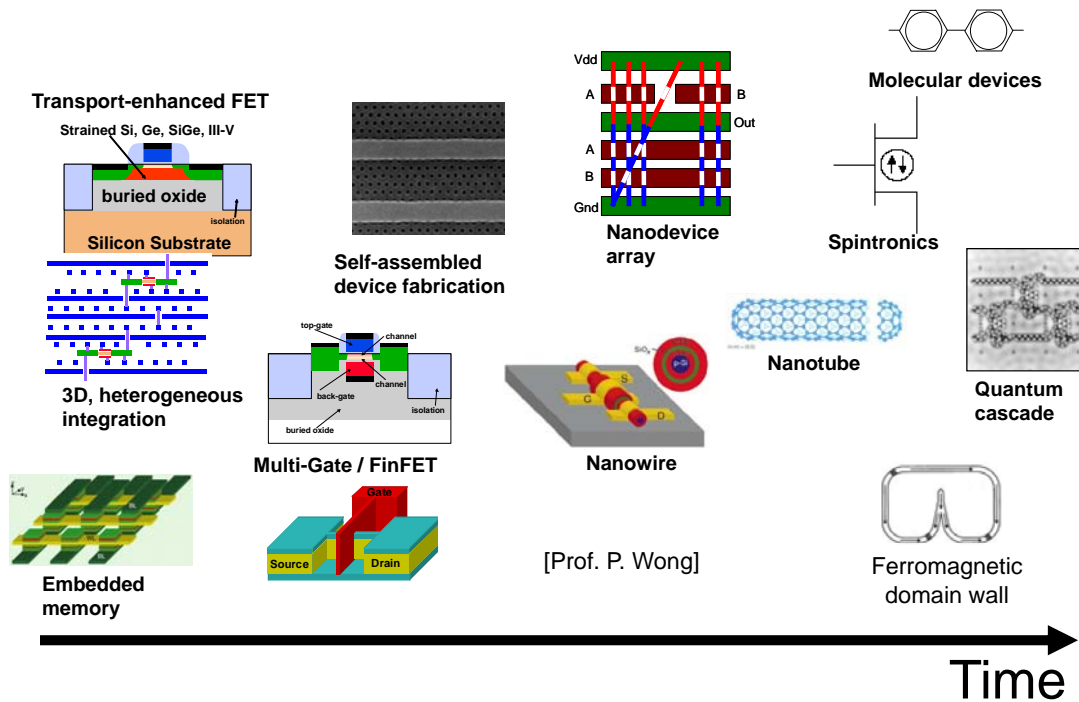 Transport-enhanced FET
Strained Si, Ge, SiGe, III-V
buried oxide
isolation
Silicon Substrate
3D, heterogeneous
integration
Embedded
memory
Self-assembled
device fabrication
top-gate
channel
back-gate
channel
isolation
buried oxide
Multi-Gate / FinFET
Gate
Source
Drain
Vdd
A
B
Out
A
B
Gnd
Nanodevice
array
SiO₂
p-Si
S
G
D
Nanowire
[Prof. P. Wong]
Nanotube
Molecular devices
Spintronics
Quantum
cascade
Ferromagnetic
domain wall
Time